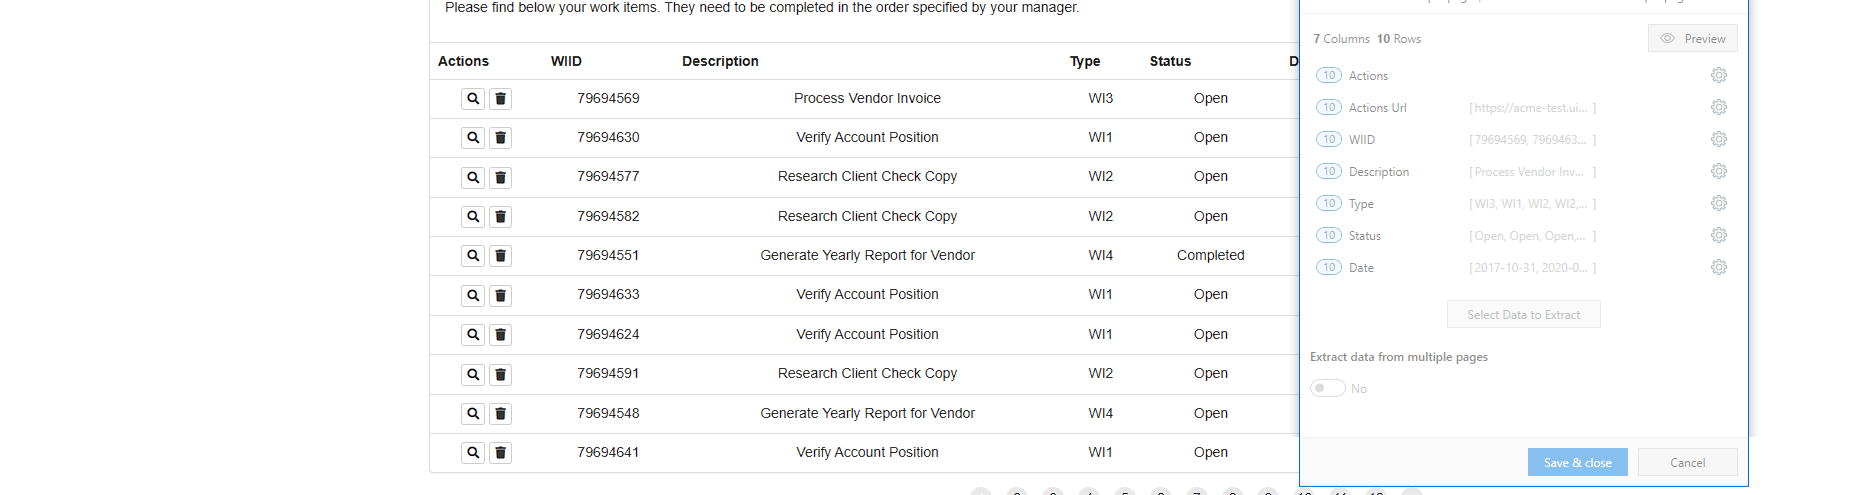 Please find below your work items. They need to be completed in the order specified by your manager.
Actions WIID Description Type Status D
79694569 Process Vendor Invoice WI3 Open
79694630 Verify Account Position WI1 Open
79694577 Research Client Check Copy WI2 Open
79694582 Research Client Check Copy WI2 Open
79694551 Generate Yearly Report for Vendor WI4 Completed
79694633 Verify Account Position WI1 Open
79694624 Verify Account Position WI1 Open
79694591 Research Client Check Copy WI2 Open
79694548 Generate Yearly Report for Vendor WI4 Open
79694641 Verify Account Position WI1 Open
7 Columns 10 Rows
Preview
10 Actions
10 Actions Url [https://acme-test.ui... ]
10 WIID [79694569, 7969463... ]
10 Description [Process Vendor Inv... ]
10 Type [WI3, WI1, WI2, WI2,... ]
10 Status [Open, Open, Open,... ]
10 Date [2017-10-31, 2020-0... ]
Select Data to Extract
Extract data from multiple pages
No
Save & close Cancel